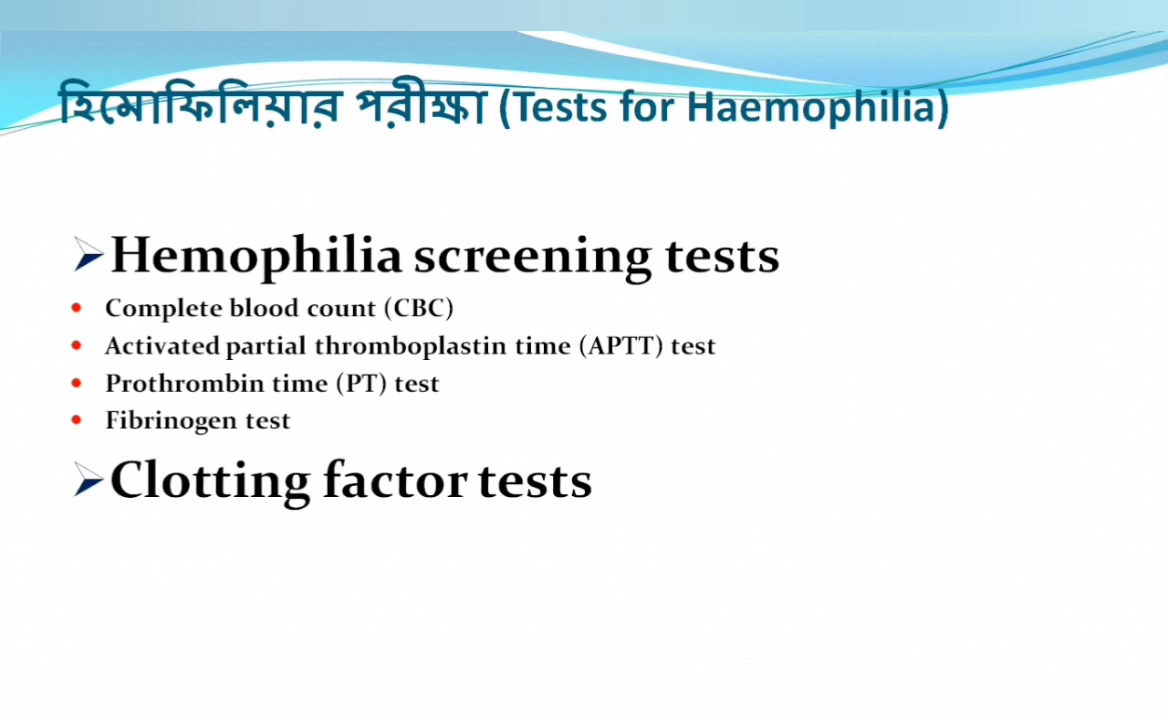 হিমোফিলিয়ার পরীক্ষা (Tests for Haemophilia)
➢Hemophilia screening tests
• Complete blood count (CBC)
• Activated partial thromboplastin time (APTT) test
• Prothrombin time (PT) test
• Fibrinogen test
➢Clotting factor tests